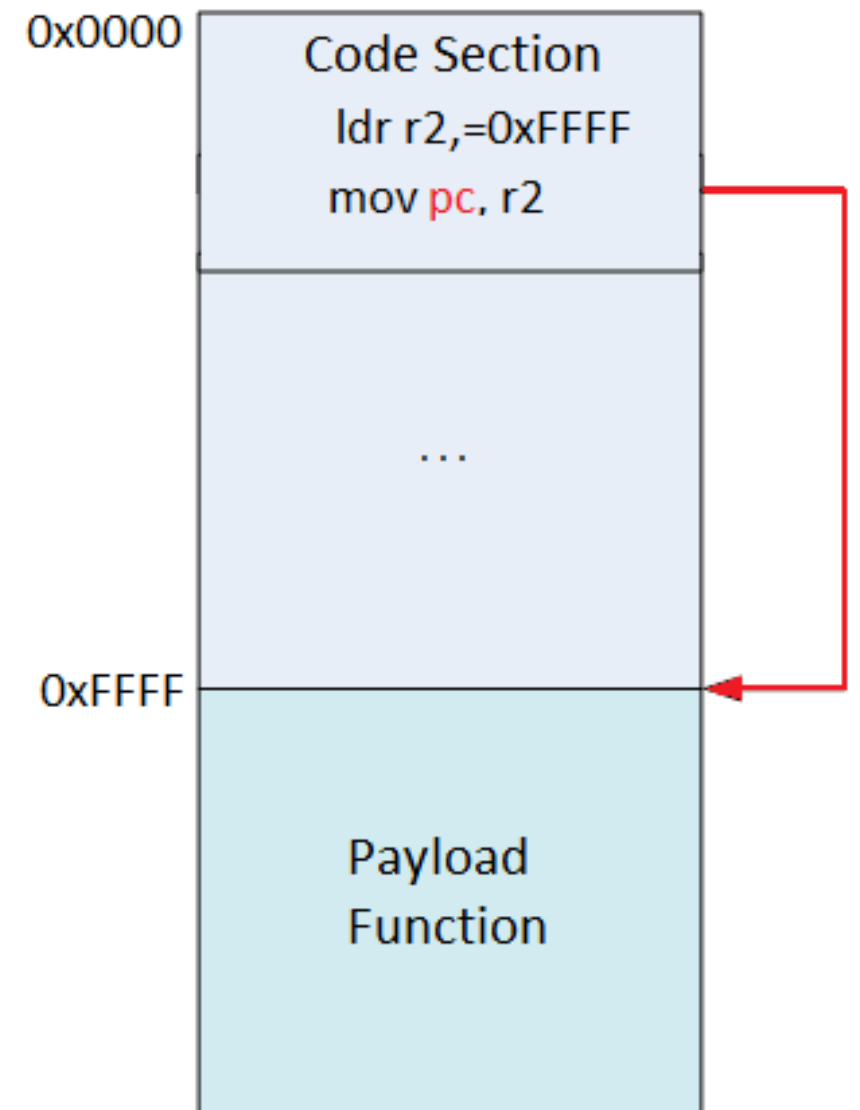 0x0000
Code Section
ldr r2,=0xFFFF
mov pc, r2
...
0xFFFF
Payload
Function